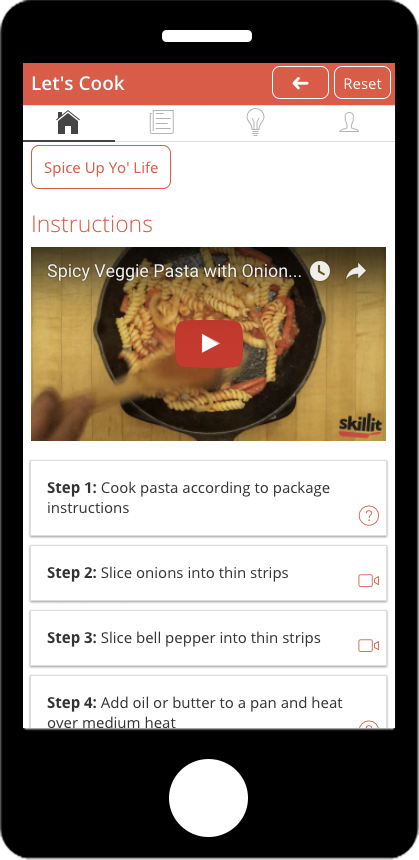 Let's Cook
Reset
Spice Up Yo' Life
Instructions
Spicy Veggie Pasta with Onion...
skillit
Step 1: Cook pasta according to package
instructions
?
Step 2: Slice onions into thin strips
Step 3: Slice bell pepper into thin strips
Step 4: Add oil or butter to a pan and heat
over medium heat